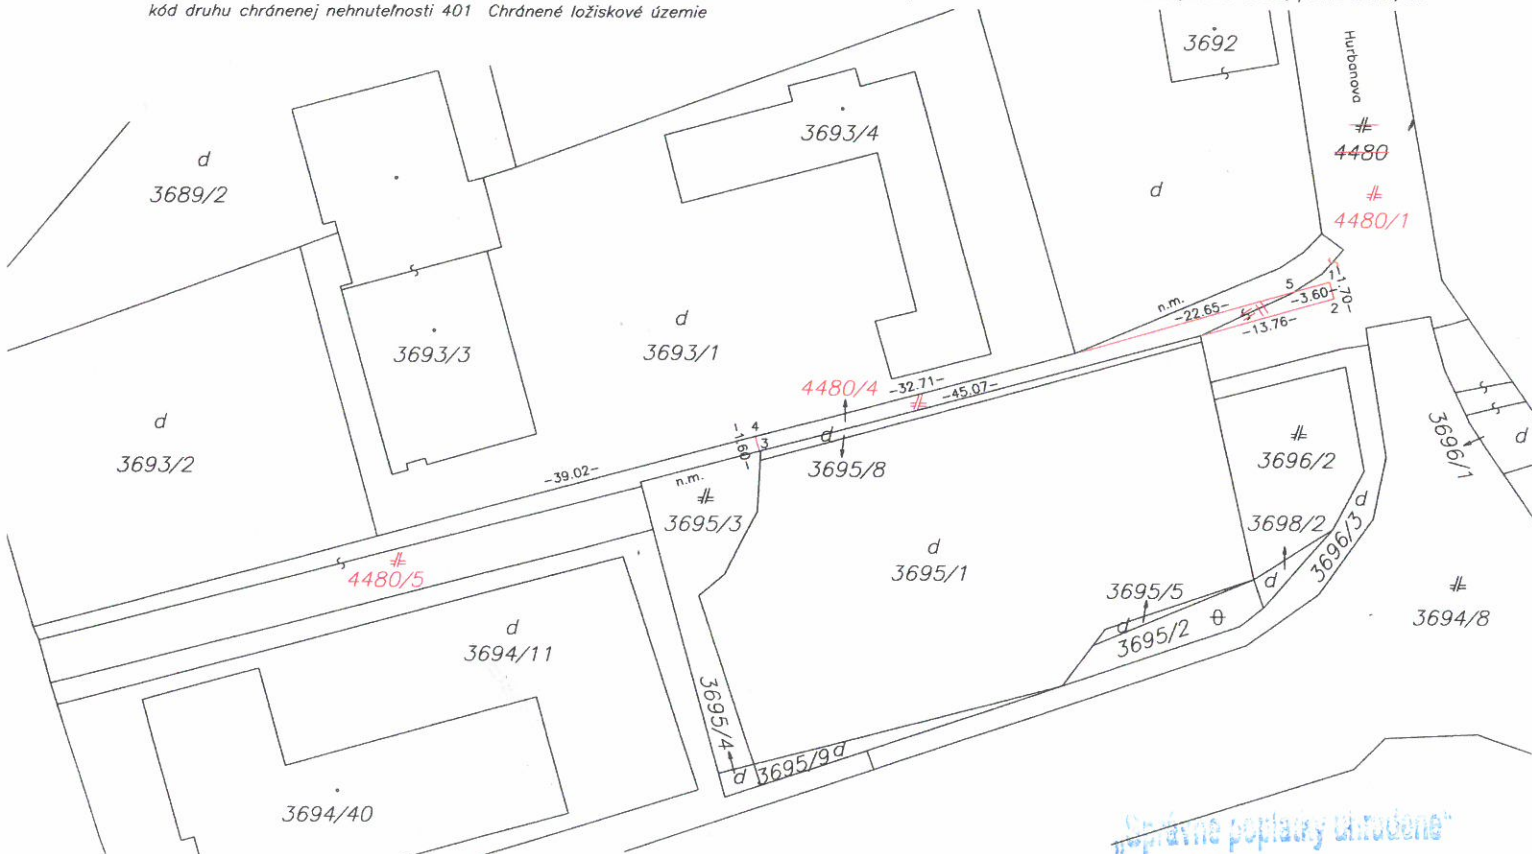 kód druhu chránenej nehnuteľnosti 401 Chránené ložiskové územie
3692
Hurbanova
4480
4480/1
d
3689/2
3693/4
d
n.m.
-22.65-
5
-3.60-
1
-1.70-
2
-13.76-
3693/3
d
3693/1
4480/4
-32.71-
-45.07-
d
3693/2
4
3
-1.60-
-39.02-
n.m.
d
3695/8
3695/3
3696/2
3696/1
d
3698/2
d
3696/3
d
4480/5
d
3695/1
3695/5
d
3695/2
3694/8
d
3694/11
3695/4
d
3695/9
d
3694/40
„Správne poplatky uhradené“